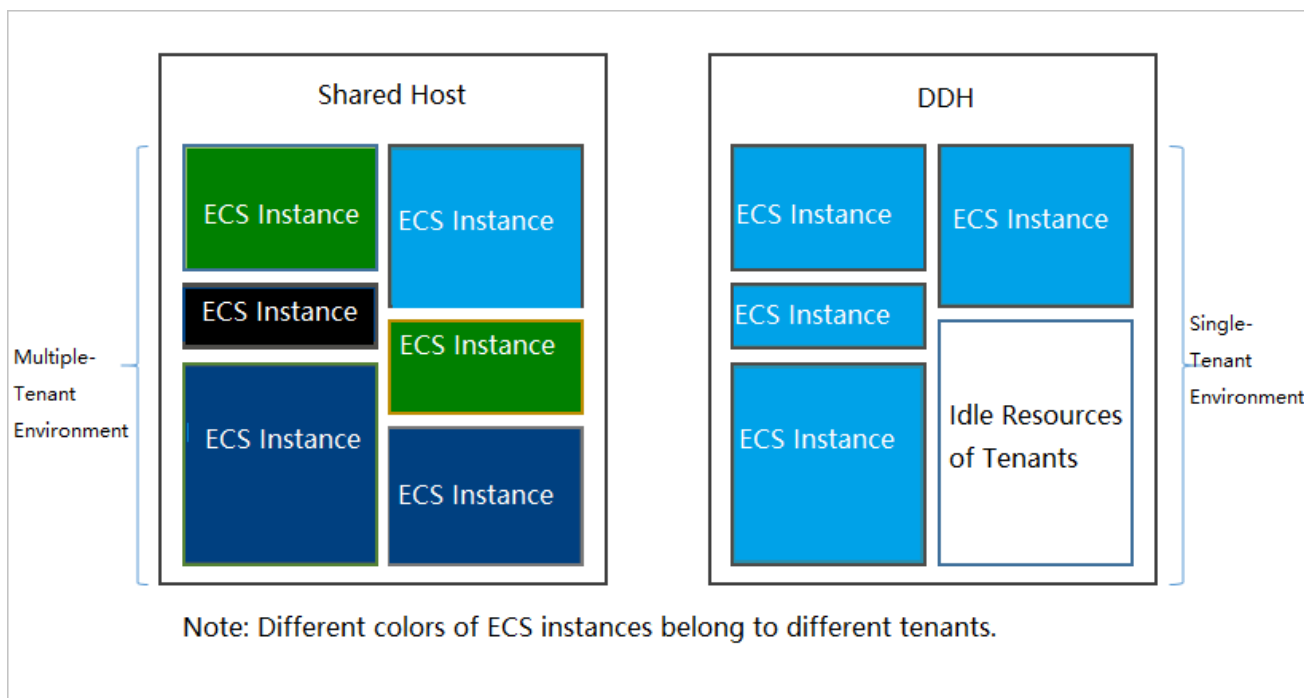 Shared Host
ECS Instance
ECS Instance
ECS Instance
ECS Instance
ECS Instance
ECS Instance
Multiple-
Tenant
Environment
DDH
ECS Instance
ECS Instance
ECS Instance
ECS Instance
Idle Resources
of Tenants
Single-
Tenant
Environment
Note: Different colors of ECS instances belong to different tenants.